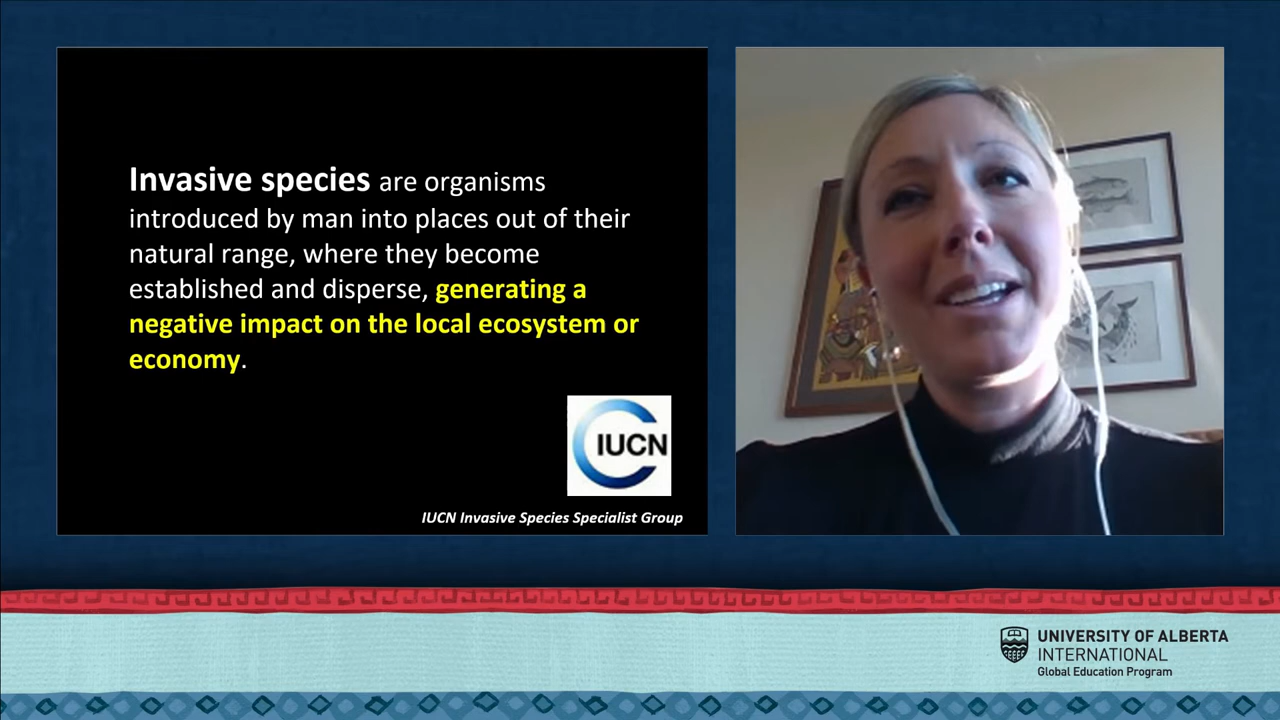 Invasive species are organisms
introduced by man into places out of their
natural range, where they become
established and disperse, generating a
negative impact on the local ecosystem or
economy.
IUCN
IUCN Invasive Species Specialist Group
UNIVERSITY OF ALBERTA
INTERNATIONAL
Global Education Program